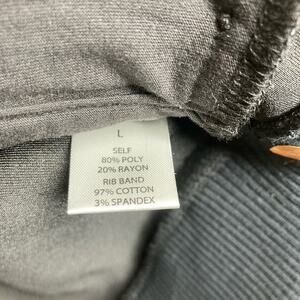 L
SELF
80% POLY
20% RAYON
RIB BAND
97% COTTON
3% SPANDEX